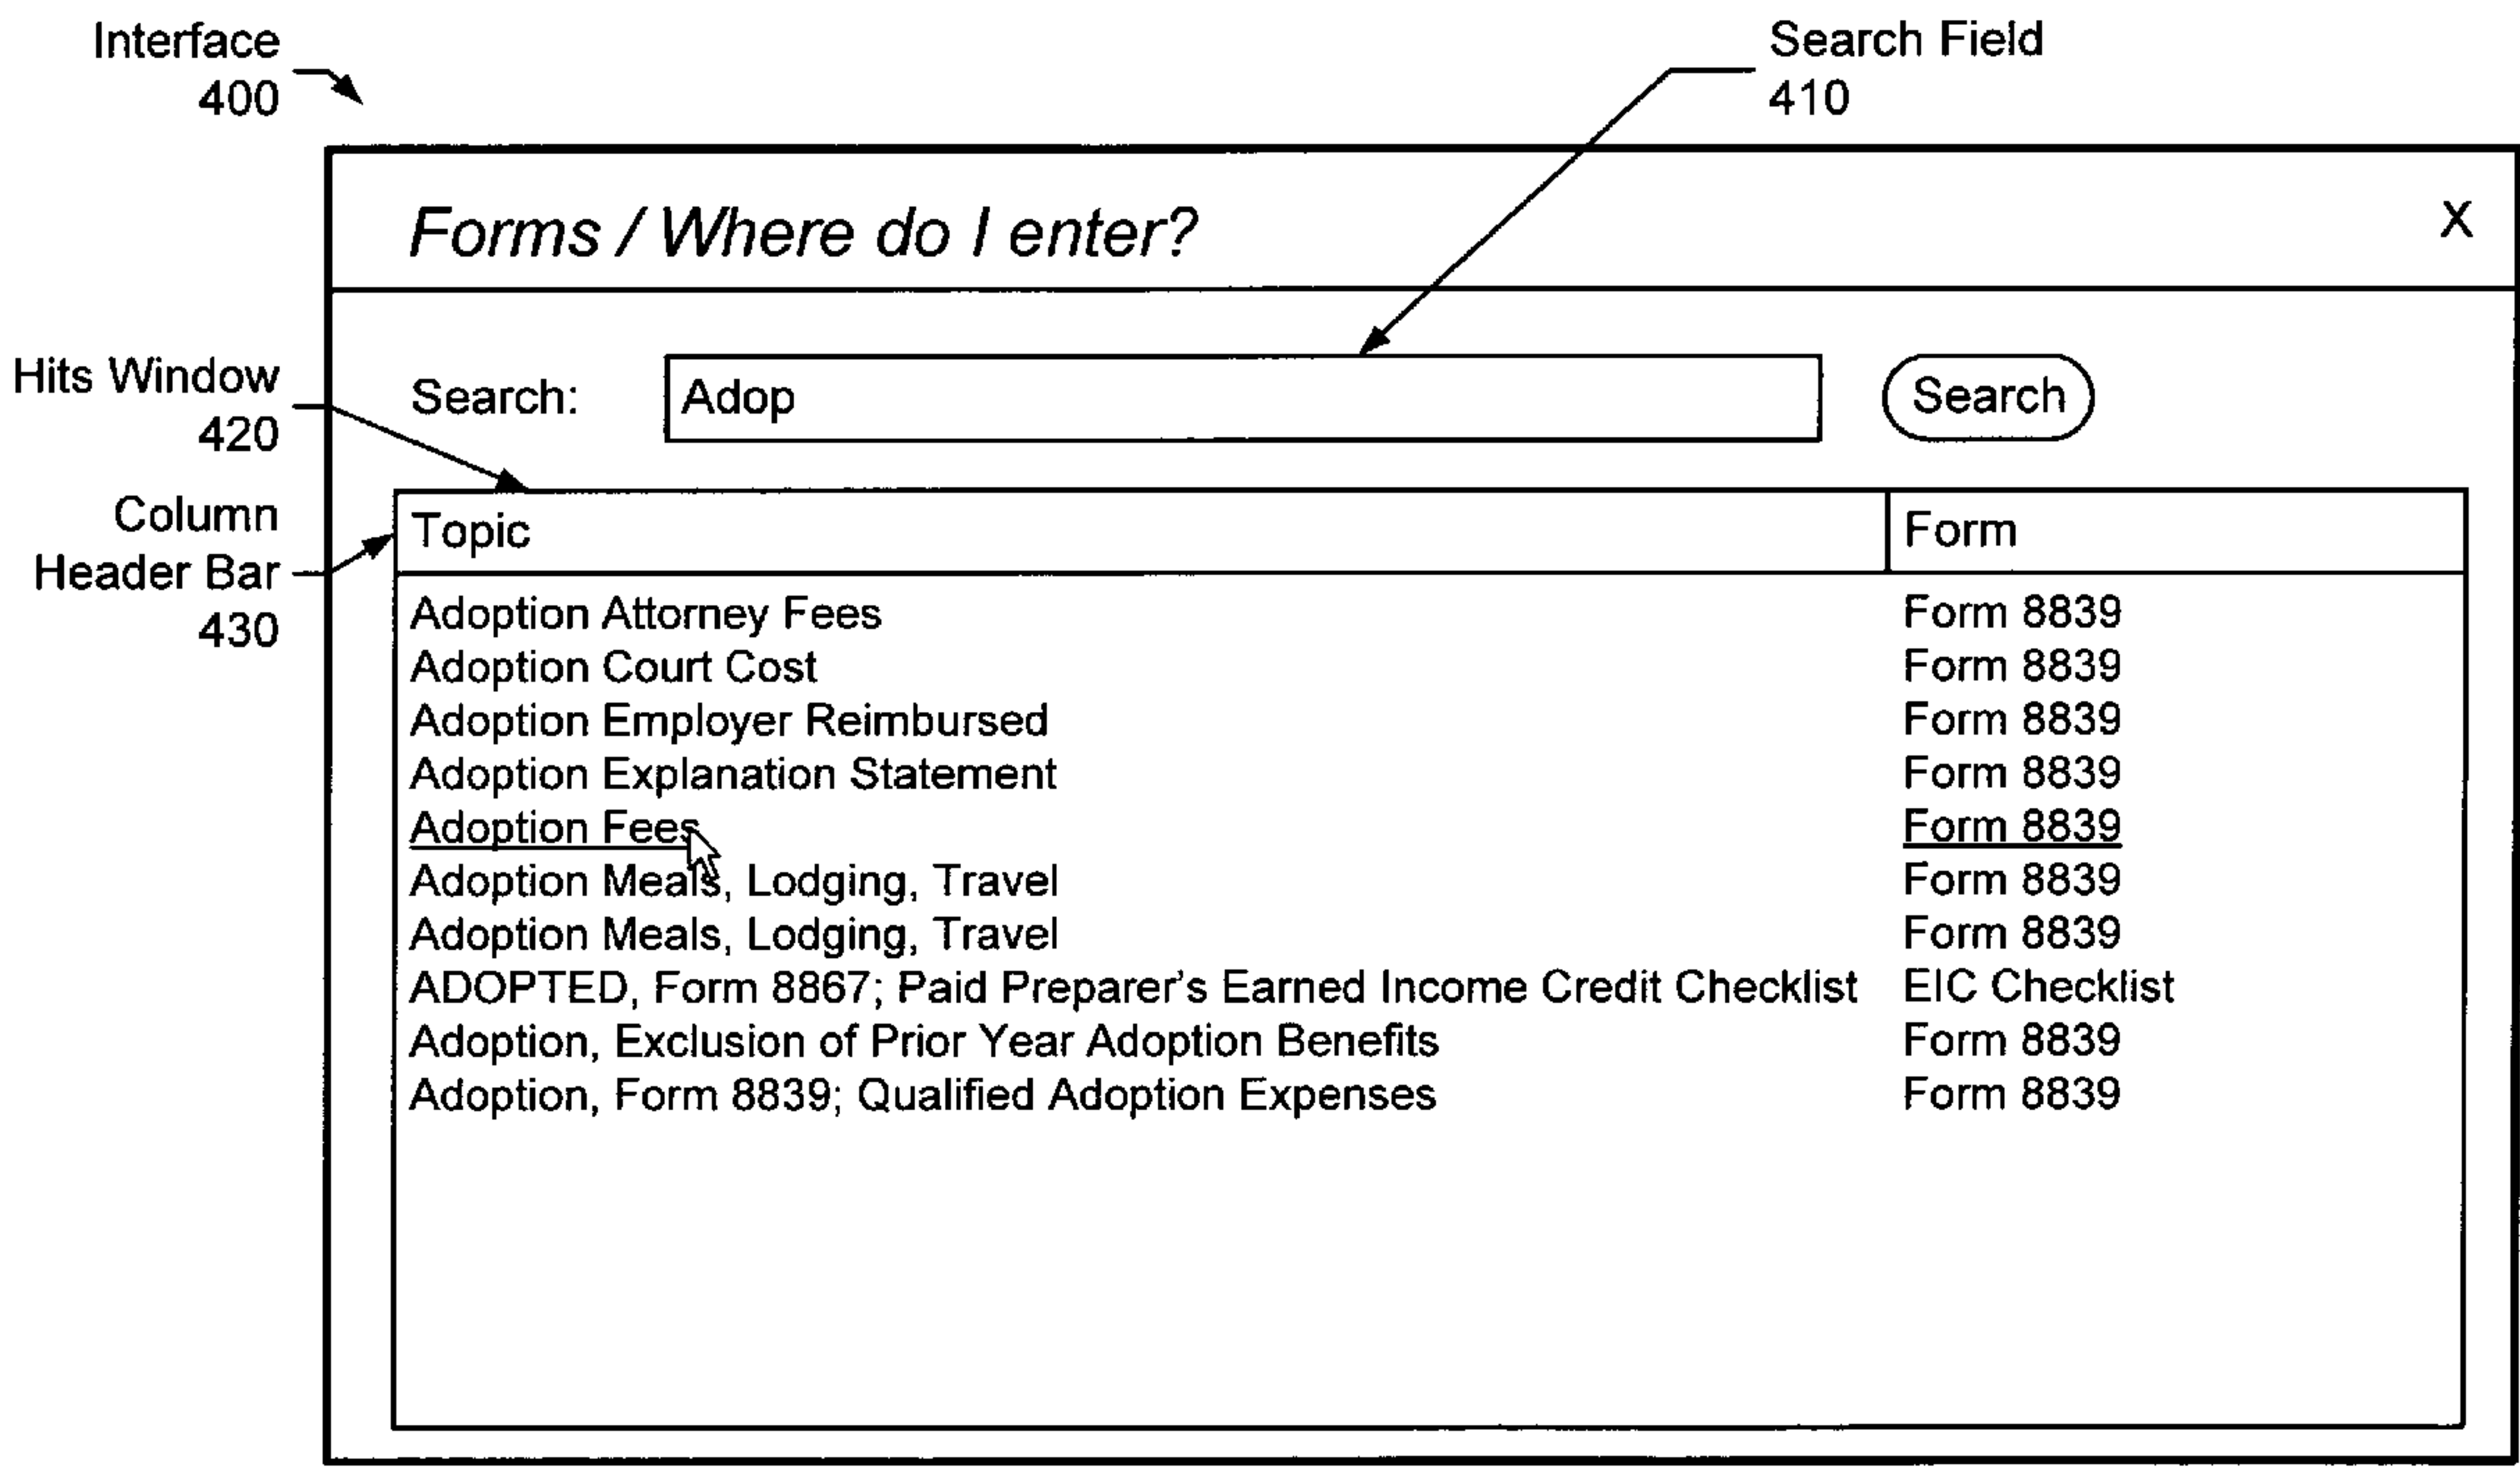 Interface
400
Search Field
410
Forms / Where do I enter?
X
Hits Window
420
Search:
Adop
Search
Column
Header Bar
430
Topic
Form
Adoption Attorney Fees
Form 8839
Adoption Court Cost
Form 8839
Adoption Employer Reimbursed
Form 8839
Adoption Explanation Statement
Form 8839
Adoption Fees
Form 8839
Adoption Meals, Lodging, Travel
Form 8839
Adoption Meals, Lodging, Travel
Form 8839
ADOPTED, Form 8867; Paid Preparer's Earned Income Credit Checklist
EIC Checklist
Adoption, Exclusion of Prior Year Adoption Benefits
Form 8839
Adoption, Form 8839; Qualified Adoption Expenses
Form 8839